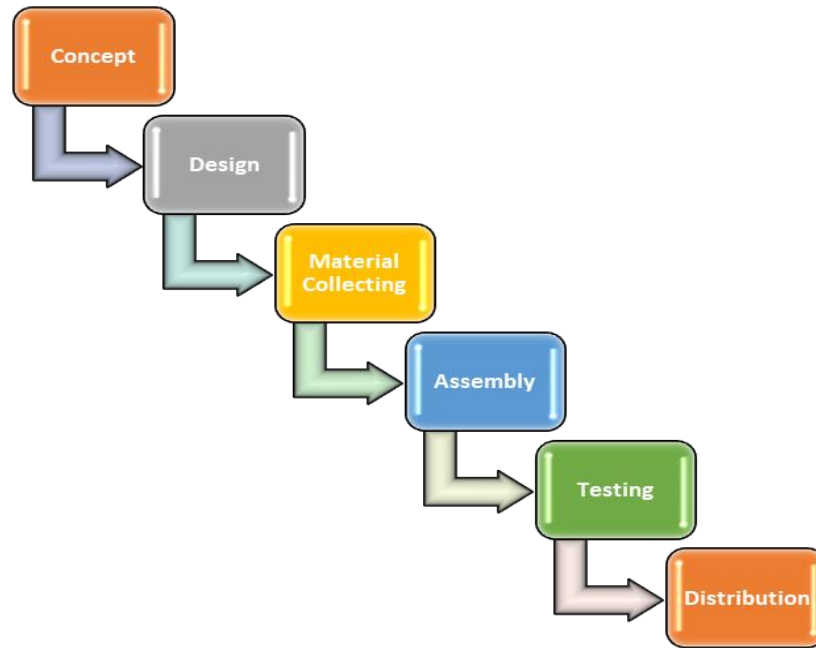 Concept
Design
Material
Collecting
Assembly
Testing
Distribution